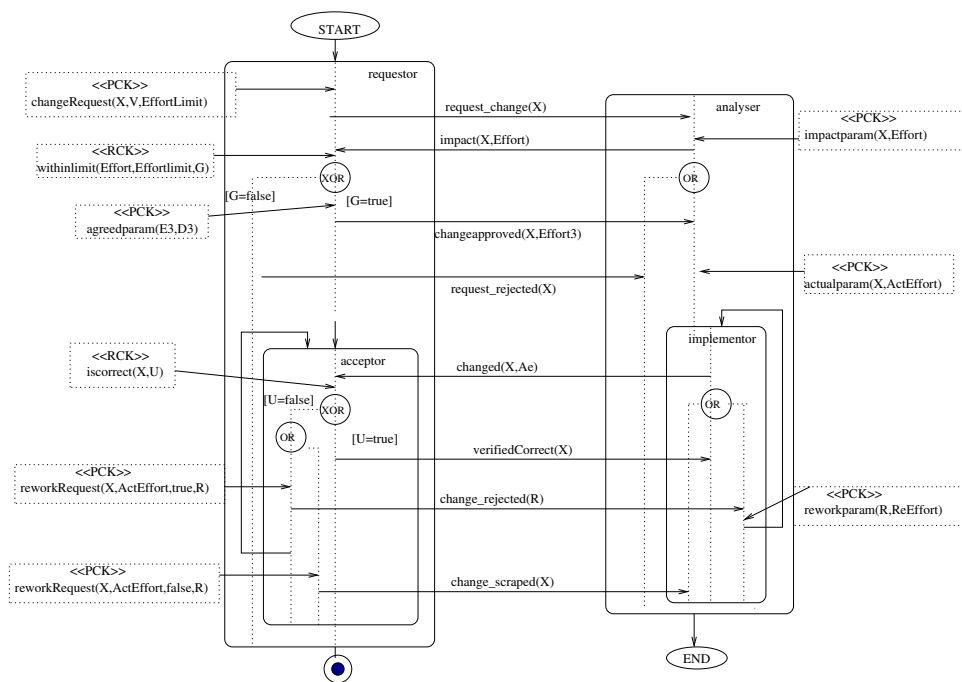 START
requestor
<<PCK>>
changeRequest(X,V,EffortLimit)
request_change(X)
analyser
<<PCK>>
impactparam(X,Effort)
impact(X,Effort)
<<RCK>>
withinlimit(Effort,Effortlimit,G)
XOR
OR
[G=false]
[G=true]
<<PCK>>
agreedparam(E3,D3)
changeapproved(X,Effort3)
<<PCK>>
actualparam(X,ActEffort)
request_rejected(X)
implementor
acceptor
<<RCK>>
iscorrect(X,U)
changed(X,Ae)
[U=false]
XOR
OR
OR
[U=true]
verifiedCorrect(X)
<<PCK>>
reworkRequest(X,ActEffort,true,R)
change_rejected(R)
<<PCK>>
reworkparam(R,ReEffort)
<<PCK>>
reworkRequest(X,ActEffort,false,R)
change_scraped(X)
END